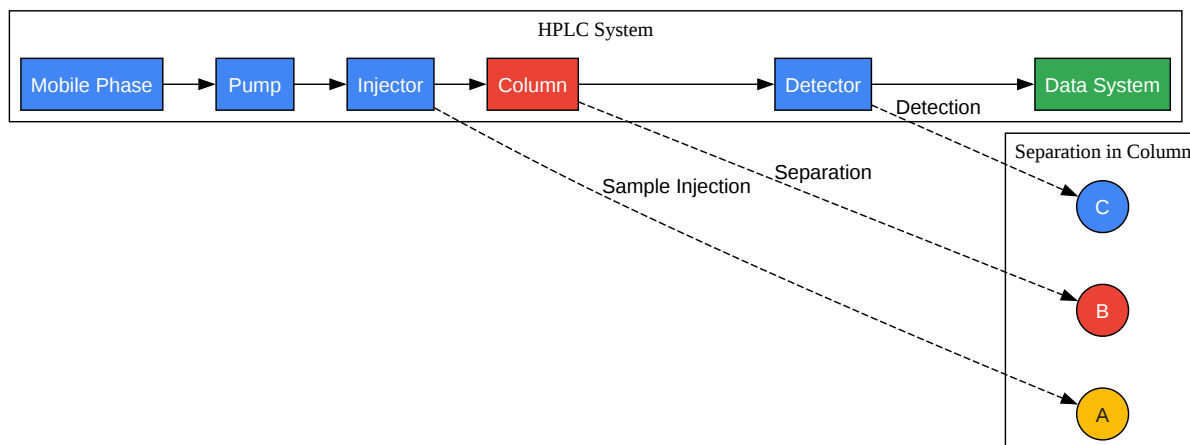 HPLC System
Mobile Phase
Pump
Injector
Column
Detector
Data System
Detection
Separation in Column
Separation
Sample Injection
C
B
A